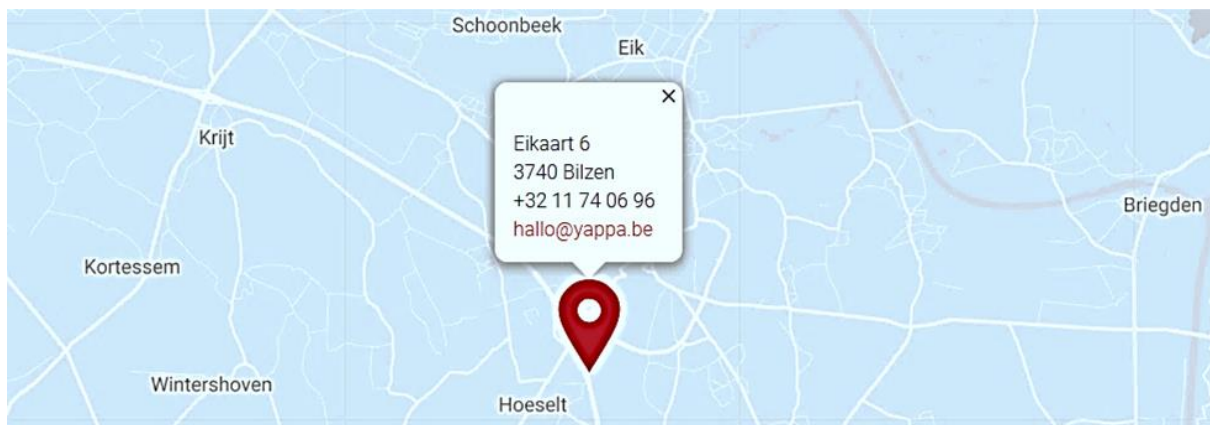 Schoonbeek
Eik
×
Krijt
Eikaart 6
3740 Bilzen
+32 11 74 06 96
hallo@yappa.be
Briegden
Kortessem
Wintershoven
Hoeselt